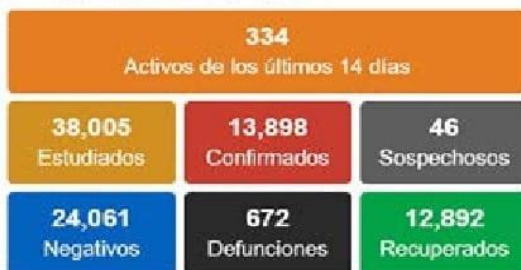 334
Activos de los últimos 14 días
38,005
Estudiados
13,898
Confirmados
46
Sospechosos
24,061
Negativos
672
Defunciones
12,892
Recuperados